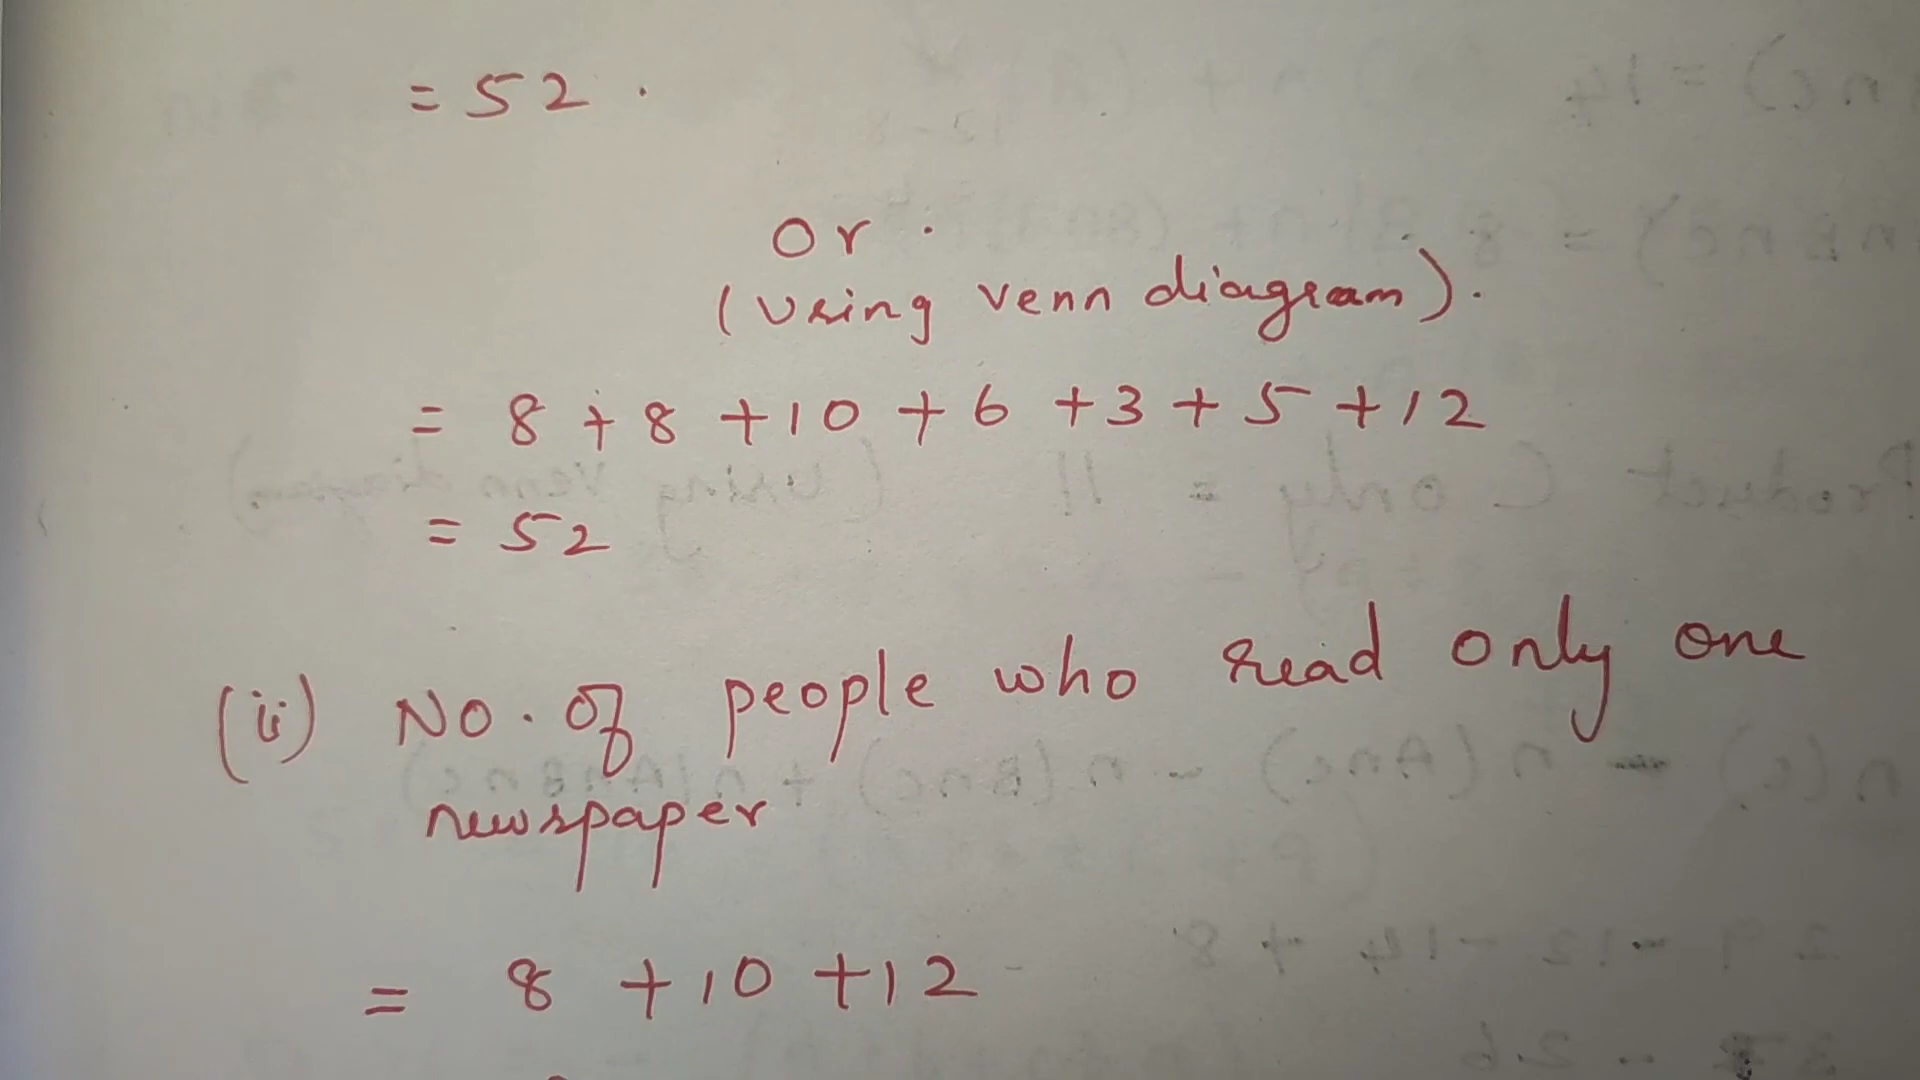 = 52.
Or.
(Using venn diagram).
= 8 + 8 + 10 + 6 + 3 + 5 + 12
= 52
(ii) No. of people who read only one
newspaper
= 8 + 10 + 12